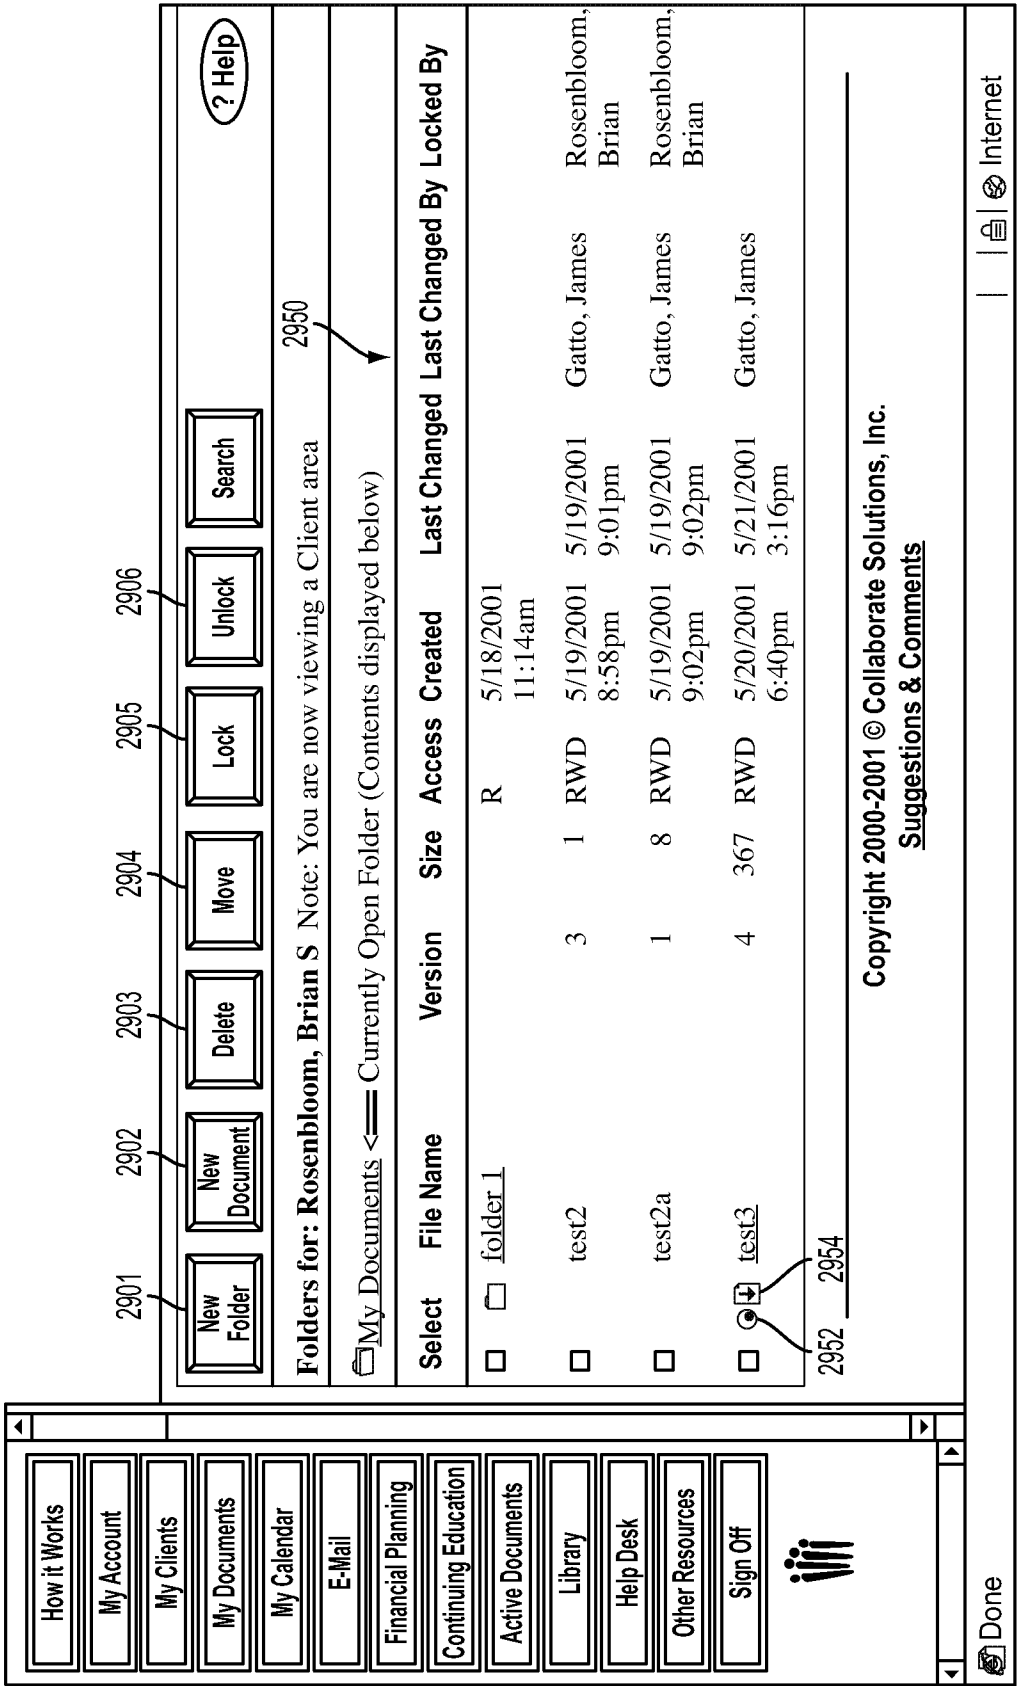 How it Works
My Account
My Clients
My Documents
My Calendar
E-Mail
Financial Planning
Continuing Education
Active Documents
Library
Help Desk
Other Resources
Sign Off
2901 2902 2903 2904 2905 2906
New Folder New Document Delete Move Lock Unlock Search ? Help
Folders for: Rosenbloom, Brian S Note: You are now viewing a Client area
2950
My Documents <== Currently Open Folder (Contents displayed below)
Select File Name Version Size Access Created Last Changed Last Changed By Locked By
folder 1 R 5/18/2001
11:14am
test2 3 1 RWD 5/19/2001 5/19/2001 Gatto, James Rosenbloom,
8:58pm 9:01pm Brian
test2a 1 8 RWD 5/19/2001 5/19/2001 Gatto, James Rosenbloom,
9:02pm 9:02pm Brian
test3 4 367 RWD 5/20/2001 5/21/2001 Gatto, James
6:40pm 3:16pm
2952 2954
Copyright 2000-2001 © Collaborate Solutions, Inc.
Suggestions & Comments
Done Internet